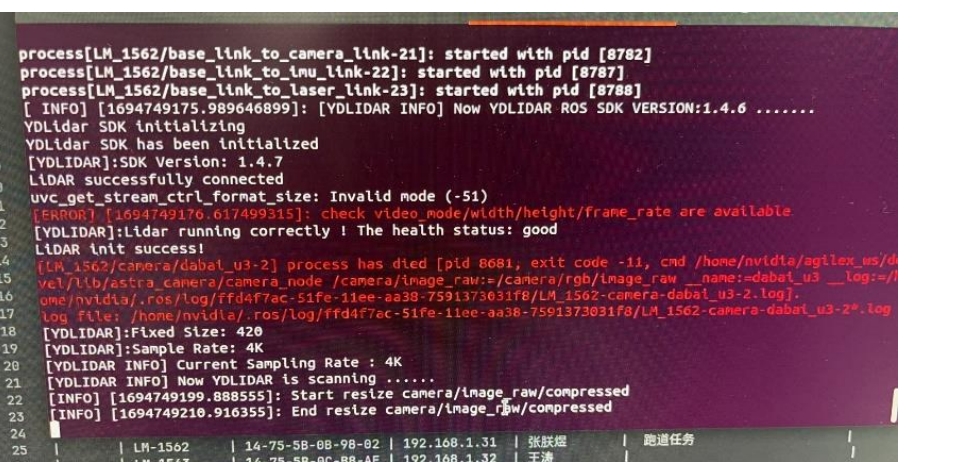 process[LM_1562/base_link_to_camera_link-21]: started with pid [8782]
process[LM_1562/base_link_to_imu_link-22]: started with pid [8787]
process[LM_1562/base_link_to_laser_link-23]: started with pid [8788]
[ INFO] [1694749175.989646899]: [YDLIDAR INFO] Now YDLIDAR ROS SDK VERSION:1.4.6 .......
YDLidar SDK initializing
YDLidar SDK has been initialized
[YDLIDAR]:SDK Version: 1.4.7
LiDAR successfully connected
uvc_get_stream_ctrl_format_size: Invalid mode (-51)
[ERROR] [1694749176.617499315]: check video_mode/width/height/frame_rate are available
[YDLIDAR]:Lidar running correctly ! The health status: good
LiDAR init success!
[LM_1562/camera/dabai_u3-2] process has died [pid 8681, exit code -11, cmd /home/nvidia/agilex_ws/de
vel/lib/astra_camera/camera_node /camera/image_raw:=/camera/rgb/image_raw __name:=dabai_u3 __log:=/h
ome/nvidia/.ros/log/ffd4f7ac-51fe-11ee-aa38-7591373031f8/LM_1562-camera-dabai_u3-2.log].
log file: /home/nvidia/.ros/log/ffd4f7ac-51fe-11ee-aa38-7591373031f8/LM_1562-camera-dabai_u3-2*.log
[YDLIDAR]:Fixed Size: 420
[YDLIDAR]:Sample Rate: 4K
[YDLIDAR INFO] Current Sampling Rate : 4K
[YDLIDAR INFO] Now YDLIDAR is scanning ......
[INFO] [1694749199.888555]: Start resize camera/image_raw/compressed
[INFO] [1694749210.916355]: End resize camera/image_raw/compressed
24
25 | LM-1562 | 14-75-5B-0B-98-02 | 192.168.1.31 | 张朕煜 | 跑道任务 |
| LM-1563 | 14-75-5B-0C-B8-AE | 192.168.1.32 | 王涛 |